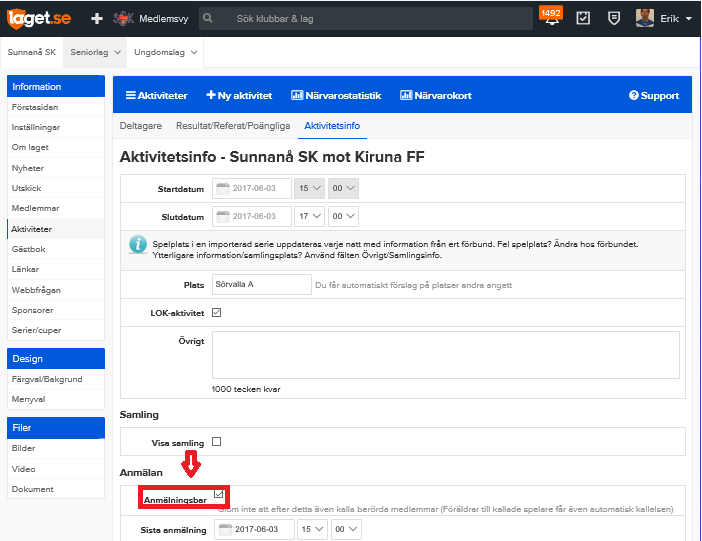 laget.se
Medlemsvy
Sök klubbar & lag
1492
Erik
Sunnanå SK
Seniorlag
Ungdomslag
Information
Förstasidan
Inställningar
Om laget
Nyheter
Utskick
Medlemmar
Aktiviteter
Gästbok
Länkar
Webbfrågan
Sponsorer
Serier/cuper
Design
Färgval/Bakgrund
Menyval
Filer
Bilder
Video
Dokument
Aktiviteter
Ny aktivitet
Närvarostatistik
Närvarokort
Support
Deltagare
Resultat/Referat/Poängliga
Aktivitetsinfo
Aktivitetsinfo - Sunnanå SK mot Kiruna FF
Startdatum 2017-06-03 15 00
Slutdatum 2017-06-03 17 00
Spelplats i en importerad serie uppdateras varje natt med information från ert förbund. Fel spelplats? Ändra hos förbundet.
Ytterligare information/samlingsplats? Använd fälten Övrigt/Samlingsinfo.
Plats Sörvalla A Du får automatiskt förslag på platser andra angett
LOK-aktivitet
Övrigt
1000 tecken kvar
Samling
Visa samling
Anmälan
Anmälningsbar
Glöm inte att efter detta även kalla berörda medlemmar (Föräldrar till kallade spelare får även automatisk kallelsen)
Sista anmälning 2017-06-03 15 00